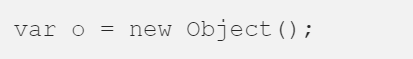 var o = new Object();